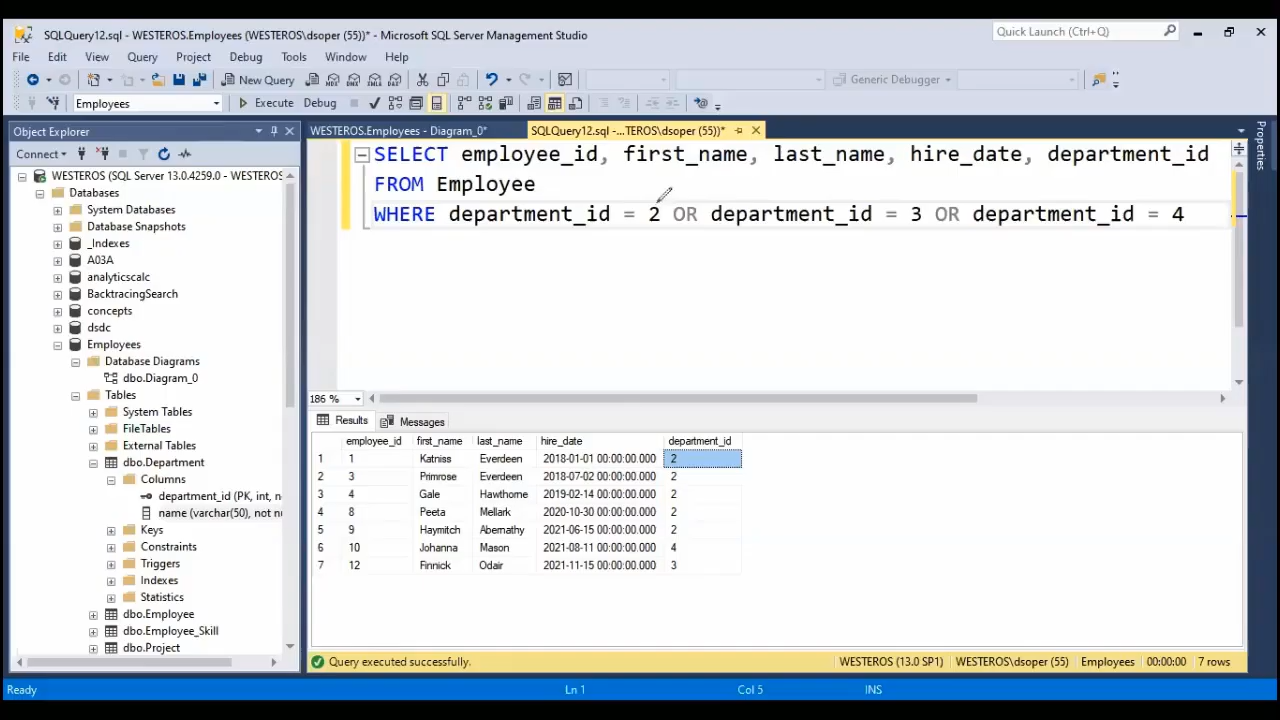 SQLQuery12.sql - WESTEROS.Employees (WESTEROS\dsoper (55))* - Microsoft SQL Server Management Studio
Quick Launch (Ctrl+Q)
File Edit View Query Project Debug Tools Window Help
New Query
Generic Debugger
Employees
Execute Debug
Object Explorer
WESTEROS.Employees - Diagram_0*
SQLQuery12.sql -...TEROS\dsoper (55))*
Properties
Connect
WESTEROS (SQL Server 13.0.4259.0 - WESTEROS
Databases
System Databases
Database Snapshots
_Indexes
A03A
analyticscalc
BacktracingSearch
concepts
dsdc
Employees
Database Diagrams
dbo.Diagram_0
Tables
System Tables
FileTables
External Tables
dbo.Department
Columns
department_id (PK, int, n
name (varchar(50), not nu
Keys
Constraints
Triggers
Indexes
Statistics
dbo.Employee
dbo.Employee_Skill
dbo.Project
SELECT employee_id, first_name, last_name, hire_date, department_id
FROM Employee
WHERE department_id = 2 OR department_id = 3 OR department_id = 4
186 %
Results Messages
employee_id first_name last_name hire_date department_id
1 1 Katniss Everdeen 2018-01-01 00:00:00.000 2
2 3 Primrose Everdeen 2018-07-02 00:00:00.000 2
3 4 Gale Hawthorne 2019-02-14 00:00:00.000 2
4 8 Peeta Mellark 2020-10-30 00:00:00.000 2
5 9 Haymitch Abernathy 2021-06-15 00:00:00.000 2
6 10 Johanna Mason 2021-08-11 00:00:00.000 4
7 12 Finnick Odair 2021-11-15 00:00:00.000 3
Query executed successfully.
WESTEROS (13.0 SP1) WESTEROS\dsoper (55) Employees 00:00:00 7 rows
Ready Ln 1 Col 5 INS